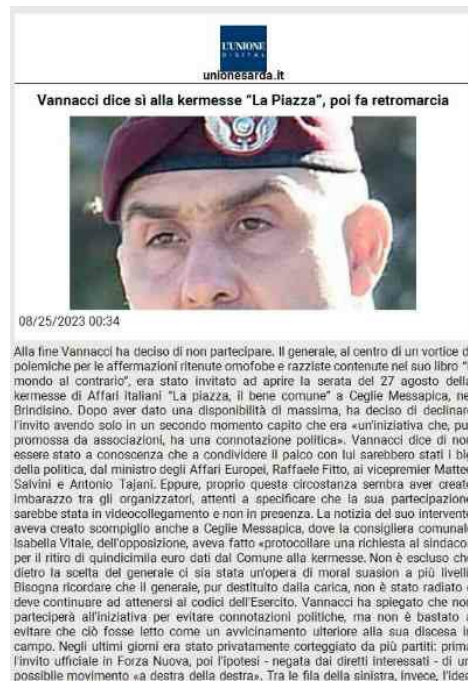 L'UNIONE
DIGITAL
unionesarda.it
Vannacci dice sì alla kermesse "La Piazza", poi fa retromarcia
08/25/2023 00:34
Alla fine Vannacci ha deciso di non partecipare. Il generale, al centro di un vortice d
polemiche per le affermazioni ritenute omofobe e razziste contenute nel suo libro "I
mondo al contrario", era stato invitato ad aprire la serata del 27 agosto della
kermesse di Affari Italiani "La piazza, il bene comune" a Ceglie Messapica, ne
Brindisino. Dopo aver dato una disponibilità di massima, ha deciso di declinar
l'invito avendo solo in un secondo momento capito che era «un'iniziativa che, pu
promossa da associazioni, ha una connotazione politica». Vannacci dice di non
essere stato a conoscenza che a condividere il palco con lui sarebbero stati i big
della politica, dal ministro degli Affari Europei, Raffaele Fitto, ai vicepremier Matteo
Salvini e Antonio Tajani. Eppure, proprio questa circostanza sembra aver creato
imbarazzo tra gli organizzatori, attenti a specificare che la sua partecipazione
sarebbe stata in videocollegamento e non in presenza. La notizia del suo intervento
aveva creato scompiglio anche a Ceglie Messapica, dove la consigliera comunale
Isabella Vitale, dell'opposizione, aveva fatto «protocollare una richiesta al sindaco»
per il ritiro di quindicimila euro dati dal Comune alla kermesse. Non è escluso che
dietro la scelta del generale ci sia stata un'opera di moral suasion a più livelli.
Bisogna ricordare che il generale, pur destituito dalla carica, non è stato radiato e
deve continuare ad attenersi ai codici dell'Esercito. Vannacci ha spiegato che non
parteciperà all'iniziativa per evitare connotazioni politiche, ma non è bastato a
evitare che ciò fosse letto come un avvicinamento ulteriore alla sua discesa in
campo. Negli ultimi giorni era stato privatamente corteggiato da più partiti: prima
l'invito ufficiale in Forza Nuova, poi l'ipotesi - negata dai diretti interessati - di un
possibile movimento «a destra della destra». Tra le fila della sinistra, invece, l'idea